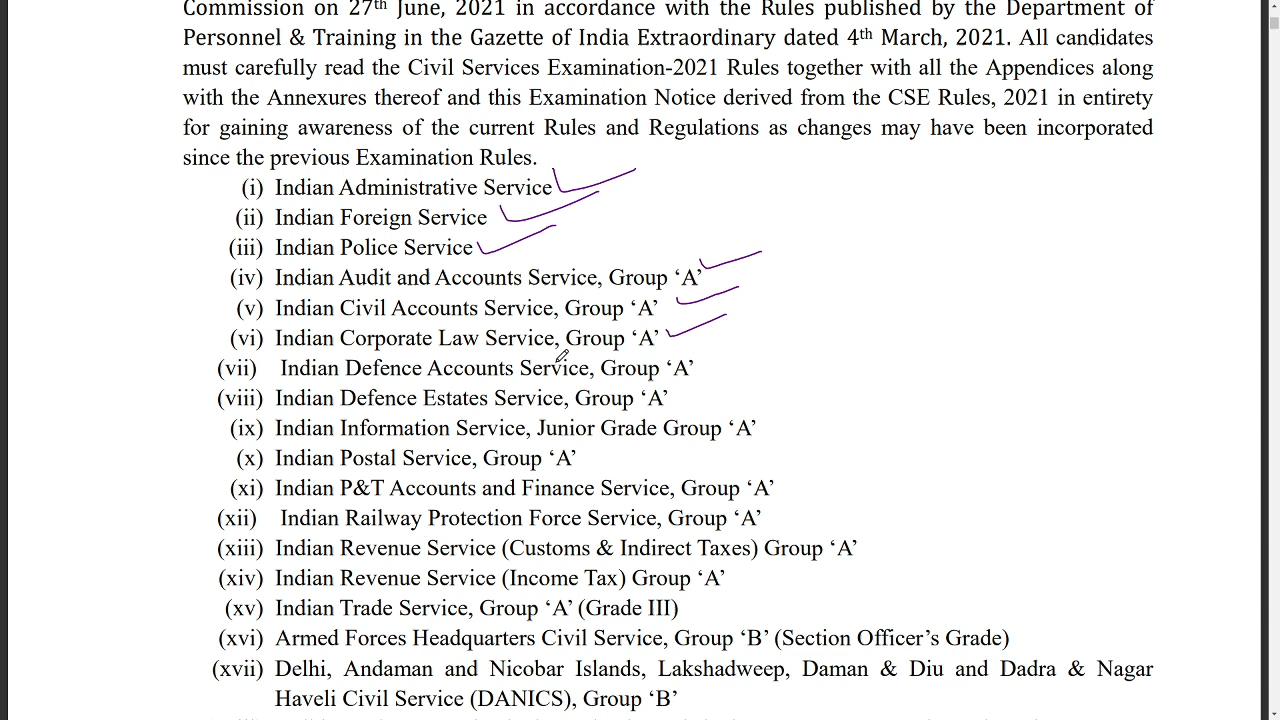 Commission on 27th June, 2021 in accordance with the Rules published by the Department of
Personnel & Training in the Gazette of India Extraordinary dated 4th March, 2021. All candidates
must carefully read the Civil Services Examination-2021 Rules together with all the Appendices along
with the Annexures thereof and this Examination Notice derived from the CSE Rules, 2021 in entirety
for gaining awareness of the current Rules and Regulations as changes may have been incorporated
since the previous Examination Rules.
(i) Indian Administrative Service
(ii) Indian Foreign Service
(iii) Indian Police Service
(iv) Indian Audit and Accounts Service, Group ‘A’
(v) Indian Civil Accounts Service, Group ‘A’
(vi) Indian Corporate Law Service, Group ‘A’
(vii) Indian Defence Accounts Service, Group ‘A’
(viii) Indian Defence Estates Service, Group ‘A’
(ix) Indian Information Service, Junior Grade Group ‘A’
(x) Indian Postal Service, Group ‘A’
(xi) Indian P&T Accounts and Finance Service, Group ‘A’
(xii) Indian Railway Protection Force Service, Group ‘A’
(xiii) Indian Revenue Service (Customs & Indirect Taxes) Group ‘A’
(xiv) Indian Revenue Service (Income Tax) Group ‘A’
(xv) Indian Trade Service, Group ‘A’ (Grade III)
(xvi) Armed Forces Headquarters Civil Service, Group ‘B’ (Section Officer’s Grade)
(xvii) Delhi, Andaman and Nicobar Islands, Lakshadweep, Daman & Diu and Dadra & Nagar
Haveli Civil Service (DANICS), Group ‘B’